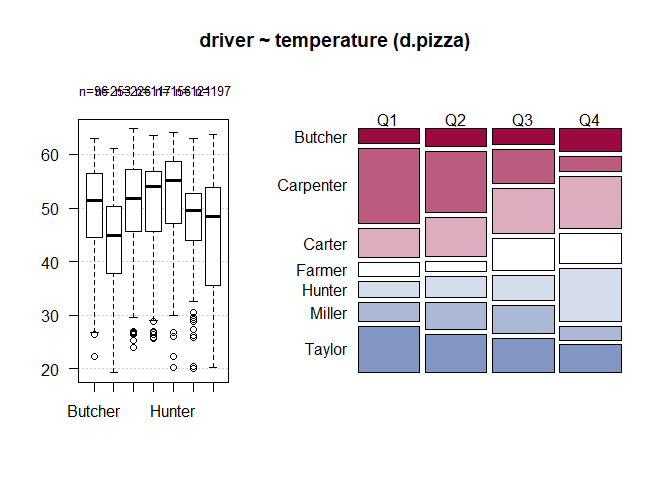 driver ~ temperature (d.pizza)
Q1 Q2 Q3 Q4
60
50
40
30
20
Butcher Hunter
Butcher
Carpenter
Carter
Farmer
Hunter
Miller
Taylor